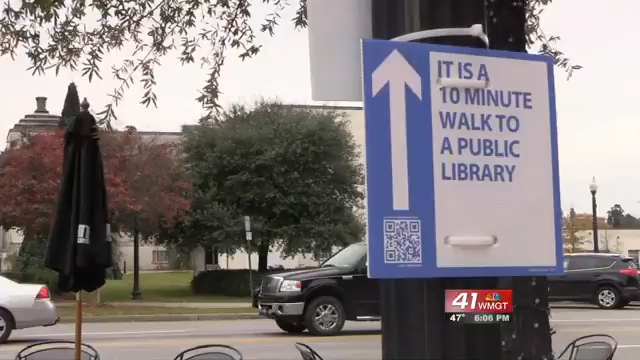 IT IS A
10 MINUTE
WALK TO
A PUBLIC
LIBRARY
41
WMGT
47° 6:06 PM